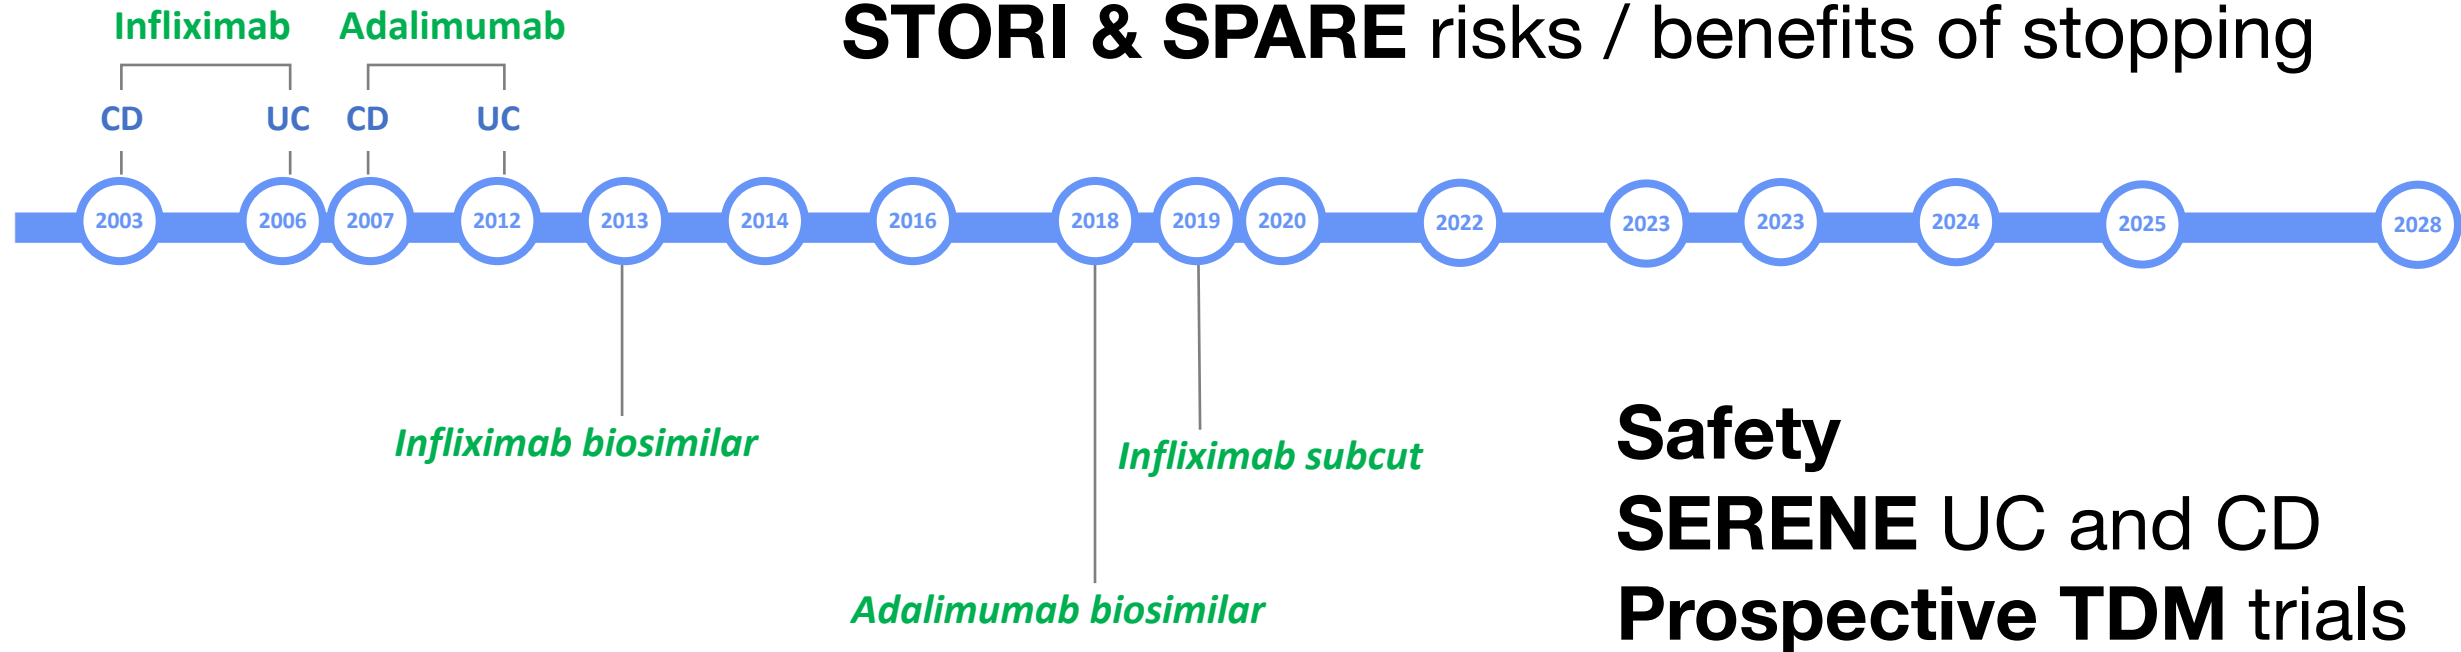 STORI & SPARE risks / benefits of stopping
Infliximab Adalimumab
CD UC CD UC
2003 2006 2007 2012 2013 2014 2016 2018 2019 2020 2022 2023 2023 2024 2025 2028
Infliximab biosimilar
Infliximab subcut
Adalimumab biosimilar
Safety
SERENE UC and CD
Prospective TDM trials